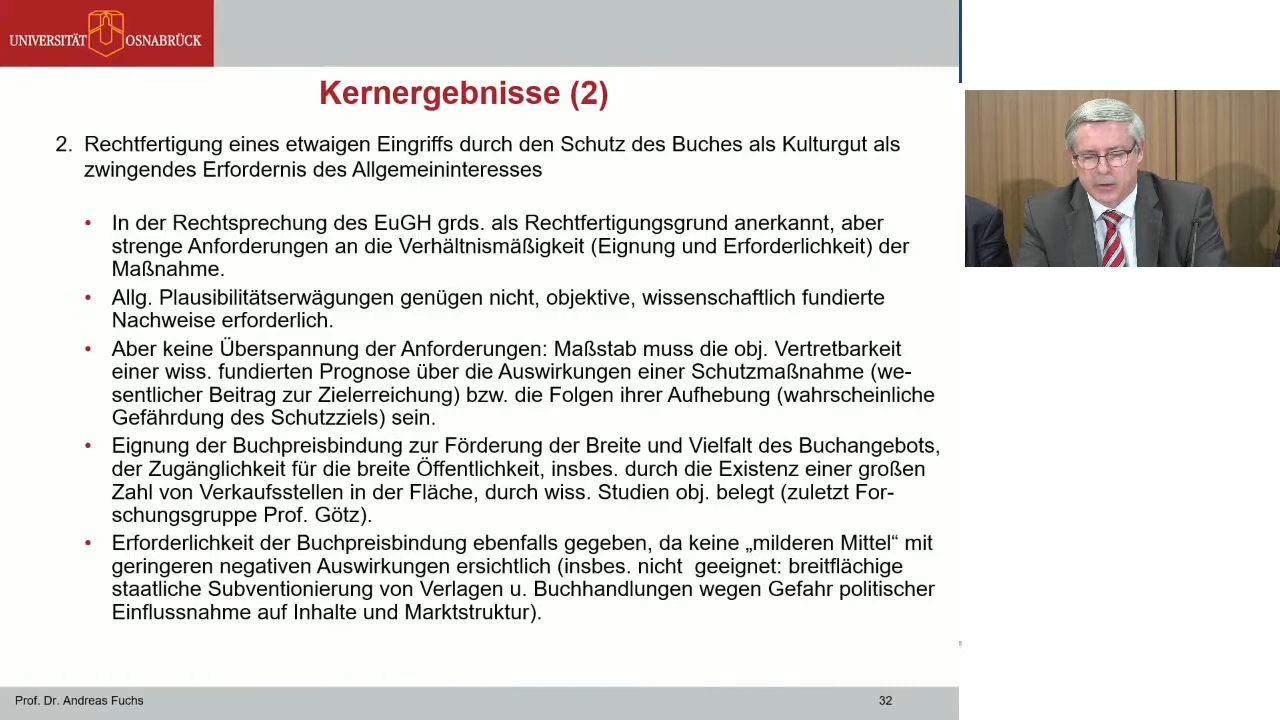 UNIVERSITÄT OSNABRÜCK
Kernergebnisse (2)
2. Rechtfertigung eines etwaigen Eingriffs durch den Schutz des Buches als Kulturgut als
zwingendes Erfordernis des Allgemeininteresses
• In der Rechtsprechung des EuGH grds. als Rechtfertigungsgrund anerkannt, aber
strenge Anforderungen an die Verhältnismäßigkeit (Eignung und Erforderlichkeit) der
Maßnahme.
• Allg. Plausibilitätserwägungen genügen nicht, objektive, wissenschaftlich fundierte
Nachweise erforderlich.
• Aber keine Überspannung der Anforderungen: Maßstab muss die obj. Vertretbarkeit
einer wiss. fundierten Prognose über die Auswirkungen einer Schutzmaßnahme (we-
sentlicher Beitrag zur Zielerreichung) bzw. die Folgen ihrer Aufhebung (wahrscheinliche
Gefährdung des Schutzziels) sein.
• Eignung der Buchpreisbindung zur Förderung der Breite und Vielfalt des Buchangebots,
der Zugänglichkeit für die breite Öffentlichkeit, insbes. durch die Existenz einer großen
Zahl von Verkaufsstellen in der Fläche, durch wiss. Studien obj. belegt (zuletzt For-
schungsgruppe Prof. Götz).
• Erforderlichkeit der Buchpreisbindung ebenfalls gegeben, da keine „milderen Mittel“ mit
geringeren negativen Auswirkungen ersichtlich (insbes. nicht geeignet: breitflächige
staatliche Subventionierung von Verlagen u. Buchhandlungen wegen Gefahr politischer
Einflussnahme auf Inhalte und Marktstruktur).
Prof. Dr. Andreas Fuchs
32